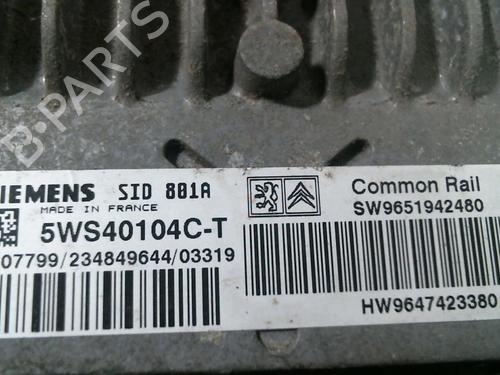 B-PARTS
SIEMENS SID 801A
MADE IN FRANCE
5WS40104C-T
07799/234849644/03319
Common Rail
SW9651942480
HW9647423380